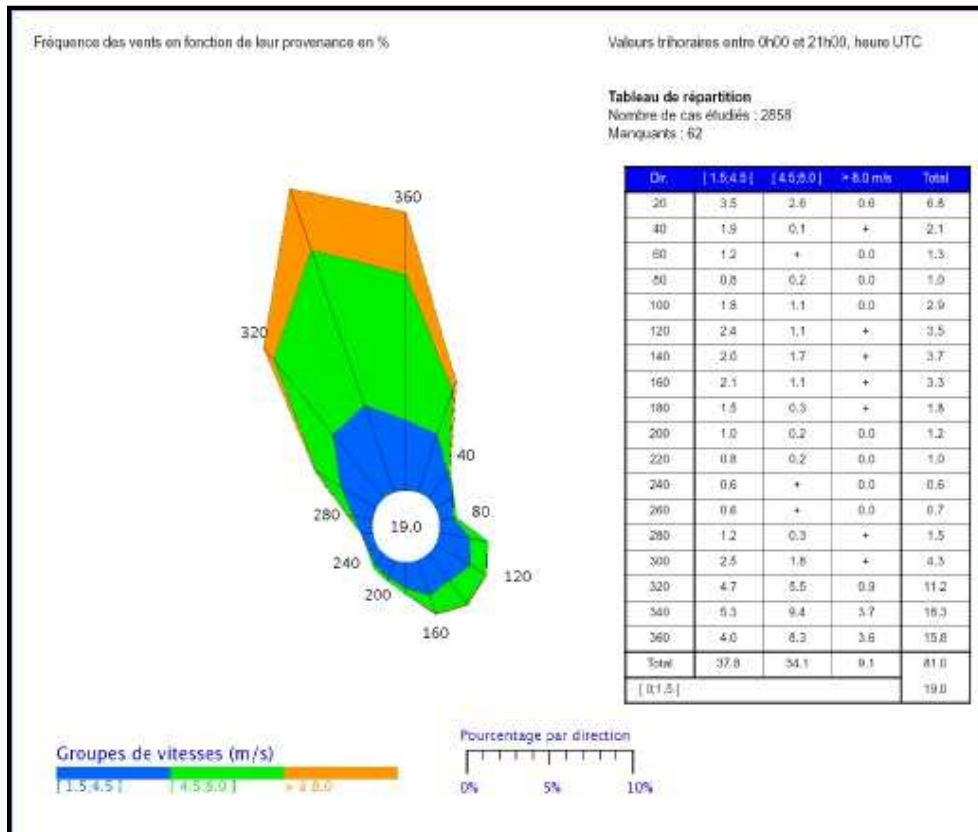 Fréquence des vents en fonction de leur provenance en %
Valeurs trihoraires entre 0h00 et 21h00, heure UTC
Tableau de répartition
Nombre de cas étudiés : 2858
Manquants : 62
Dir. [ 1.5;4.5 [ [ 4.5;8.0 ] > 8.0 m/s Total
20 3.5 2.6 0.6 6.8
40 1.9 0.1 + 2.1
60 1.2 + 0.0 1.3
80 0.8 0.2 0.0 1.0
100 1.8 1.1 0.0 2.9
120 2.4 1.1 + 3.5
140 2.0 1.7 + 3.7
160 2.1 1.1 + 3.3
180 1.5 0.3 + 1.8
200 1.0 0.2 0.0 1.2
220 0.8 0.2 0.0 1.0
240 0.6 + 0.0 0.6
260 0.6 + 0.0 0.7
280 1.2 0.3 + 1.5
300 2.5 1.8 + 4.3
320 4.7 5.5 0.9 11.2
340 5.3 9.4 3.7 18.3
360 4.0 8.3 3.6 15.8
Total 37.8 34.1 9.1 81.0
[ 0;1.5 [ 19.0
360
320
40
280
19.0
80
240
120
200
160
Groupes de vitesses (m/s)
[ 1.5;4.5 [ [ 4.5;8.0 ] > à 8.0
Pourcentage par direction
0% 5% 10%